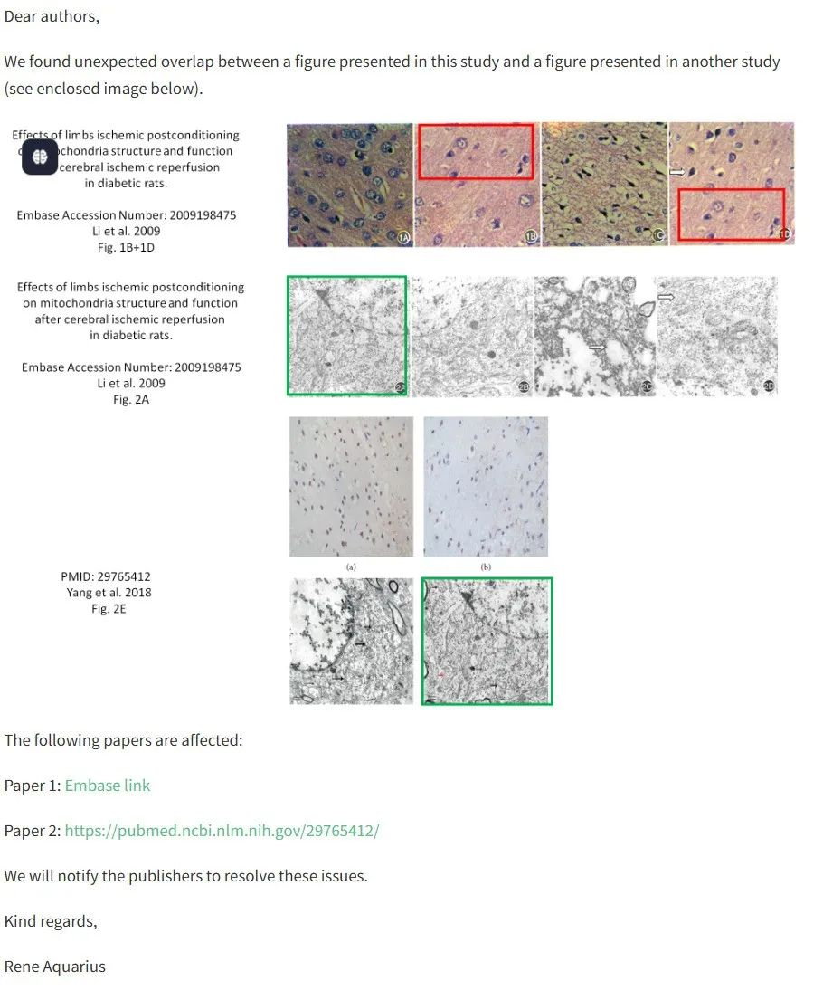 Dear authors,
We found unexpected overlap between a figure presented in this study and a figure presented in another study
(see enclosed image below).
Effects of limbs ischemic postconditioning
ochondria structure and function
cerebral ischemic reperfusion
in diabetic rats.
Embase Accession Number: 2009198475
Li et al. 2009
Fig. 1B+1D
1A 1B 1C 1D
Effects of limbs ischemic postconditioning
on mitochondria structure and function
after cerebral ischemic reperfusion
in diabetic rats.
Embase Accession Number: 2009198475
Li et al. 2009
Fig. 2A
2A 2B 2C 2D
(a) (b)
PMID: 29765412
Yang et al. 2018
Fig. 2E
The following papers are affected:
Paper 1: Embase link
Paper 2: https://pubmed.ncbi.nlm.nih.gov/29765412/
We will notify the publishers to resolve these issues.
Kind regards,
Rene Aquarius